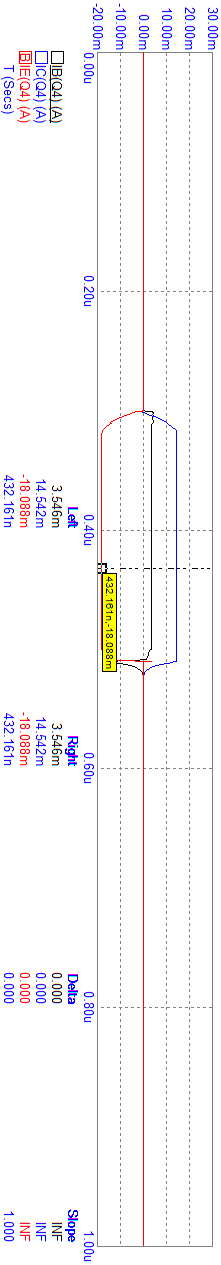 30.00m
20.00m
10.00m
0.00m
-10.00m
-20.00m
0.00u 0.20u 0.40u 0.60u 0.80u 1.00u
432.161n,-18.088m
Left Right Delta Slope
IB(Q4) (A) 3.546m 3.546m 0.000 INF
IC(Q4) (A) 14.542m 14.542m 0.000 INF
B IE(Q4) (A) -18.088m -18.088m 0.000 INF
T (Secs) 432.161n 432.161n 0.000 1.000